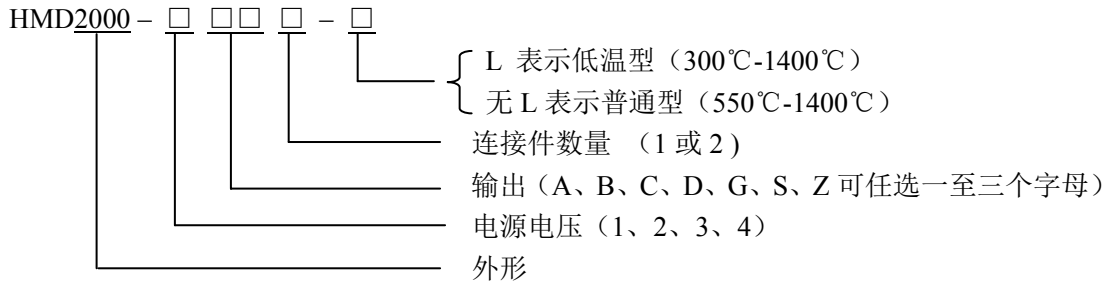 HMD2000 – □ □□ □ – □
L 表示低温型（300℃-1400℃）
无 L 表示普通型（550℃-1400℃）
连接件数量 （1 或 2 )
输出（A、B、C、D、G、S、Z 可任选一至三个字母）
电源电压（1、2、3、4）
外形